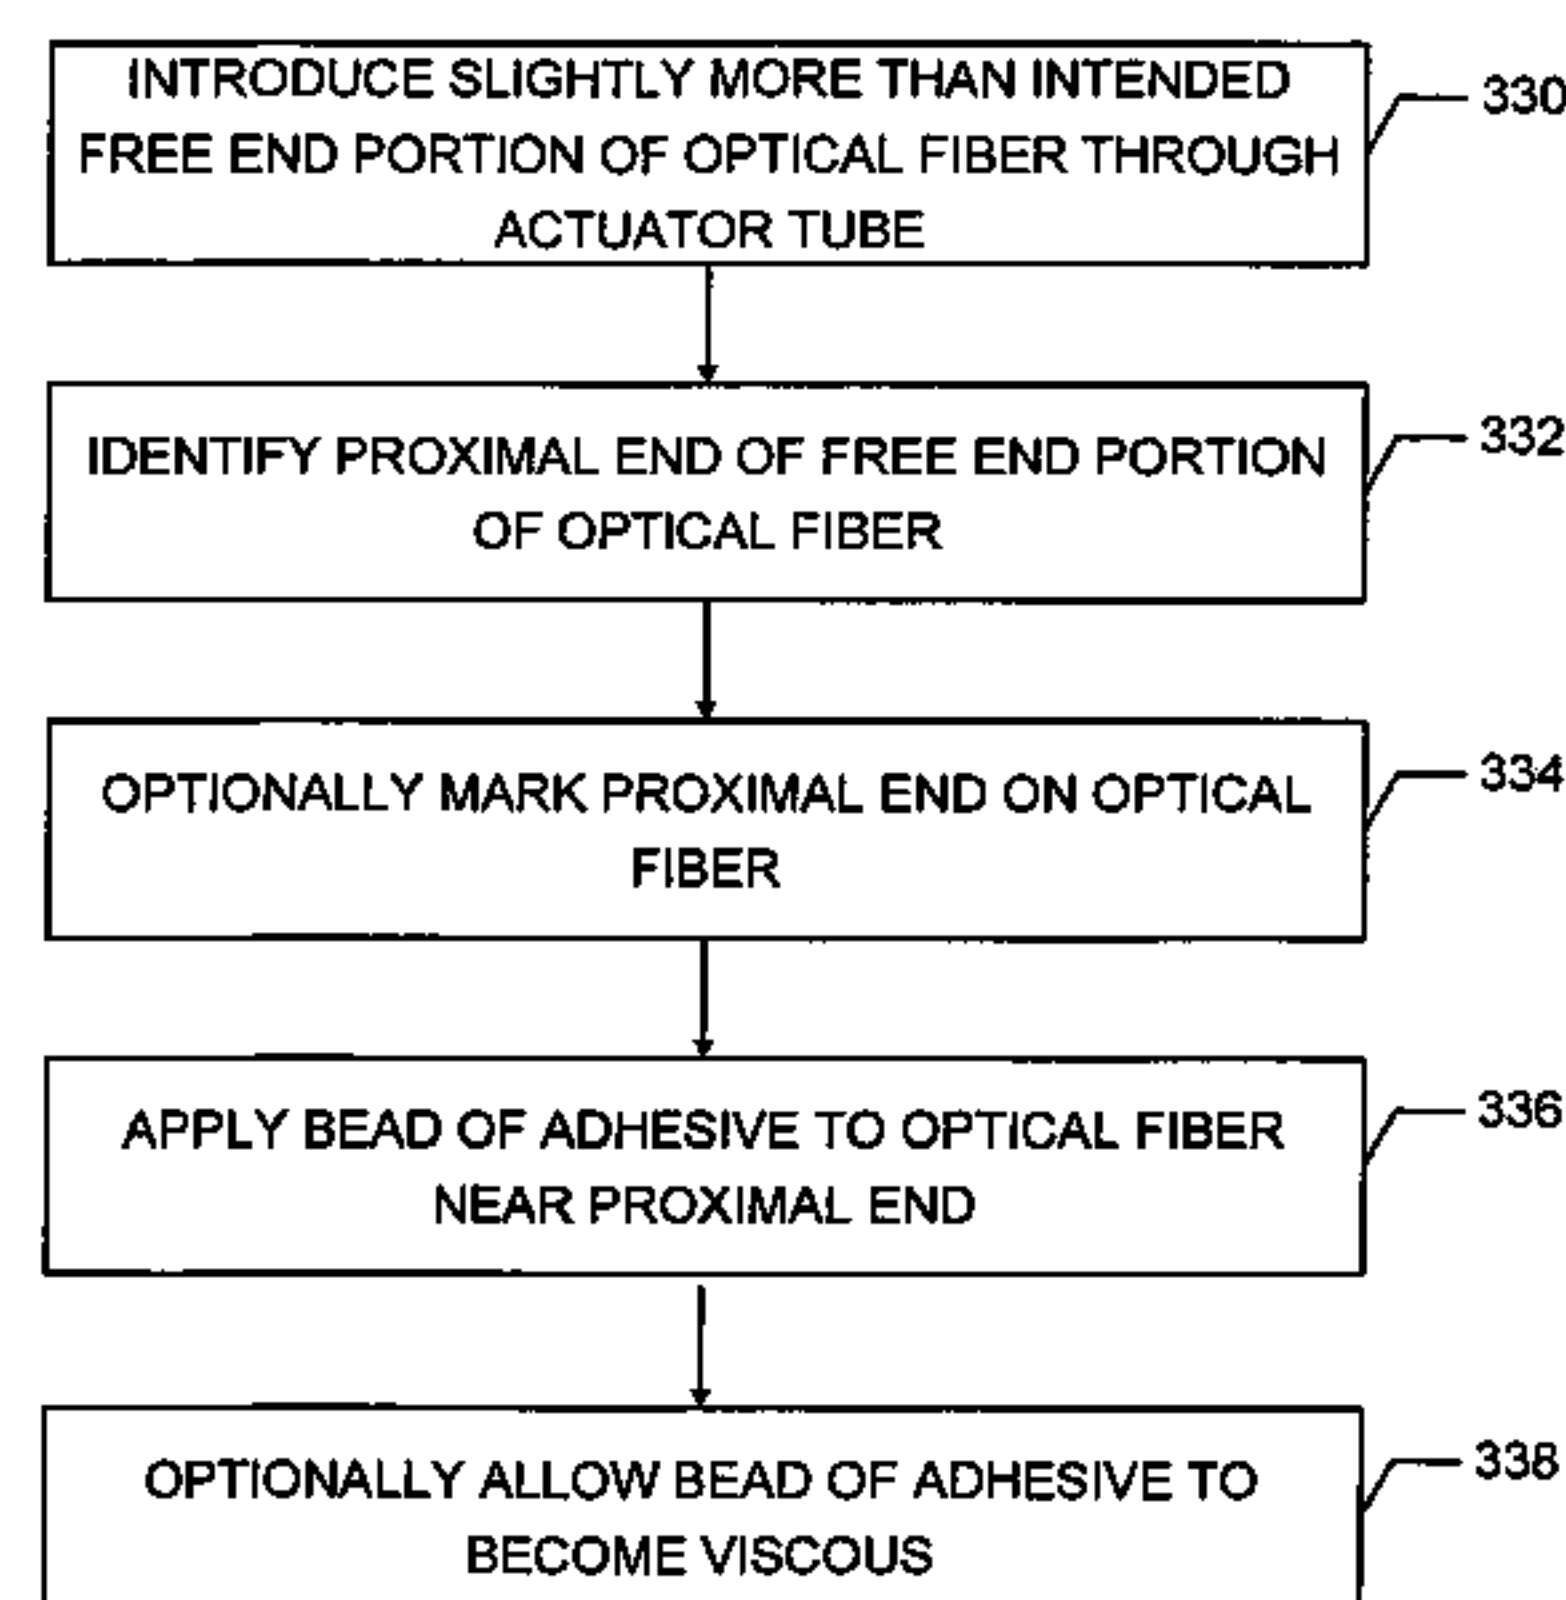 INTRODUCE SLIGHTLY MORE THAN INTENDED
FREE END PORTION OF OPTICAL FIBER THROUGH
ACTUATOR TUBE
330
IDENTIFY PROXIMAL END OF FREE END PORTION
OF OPTICAL FIBER
332
OPTIONALLY MARK PROXIMAL END ON OPTICAL
FIBER
334
APPLY BEAD OF ADHESIVE TO OPTICAL FIBER
NEAR PROXIMAL END
336
OPTIONALLY ALLOW BEAD OF ADHESIVE TO
BECOME VISCOUS
338